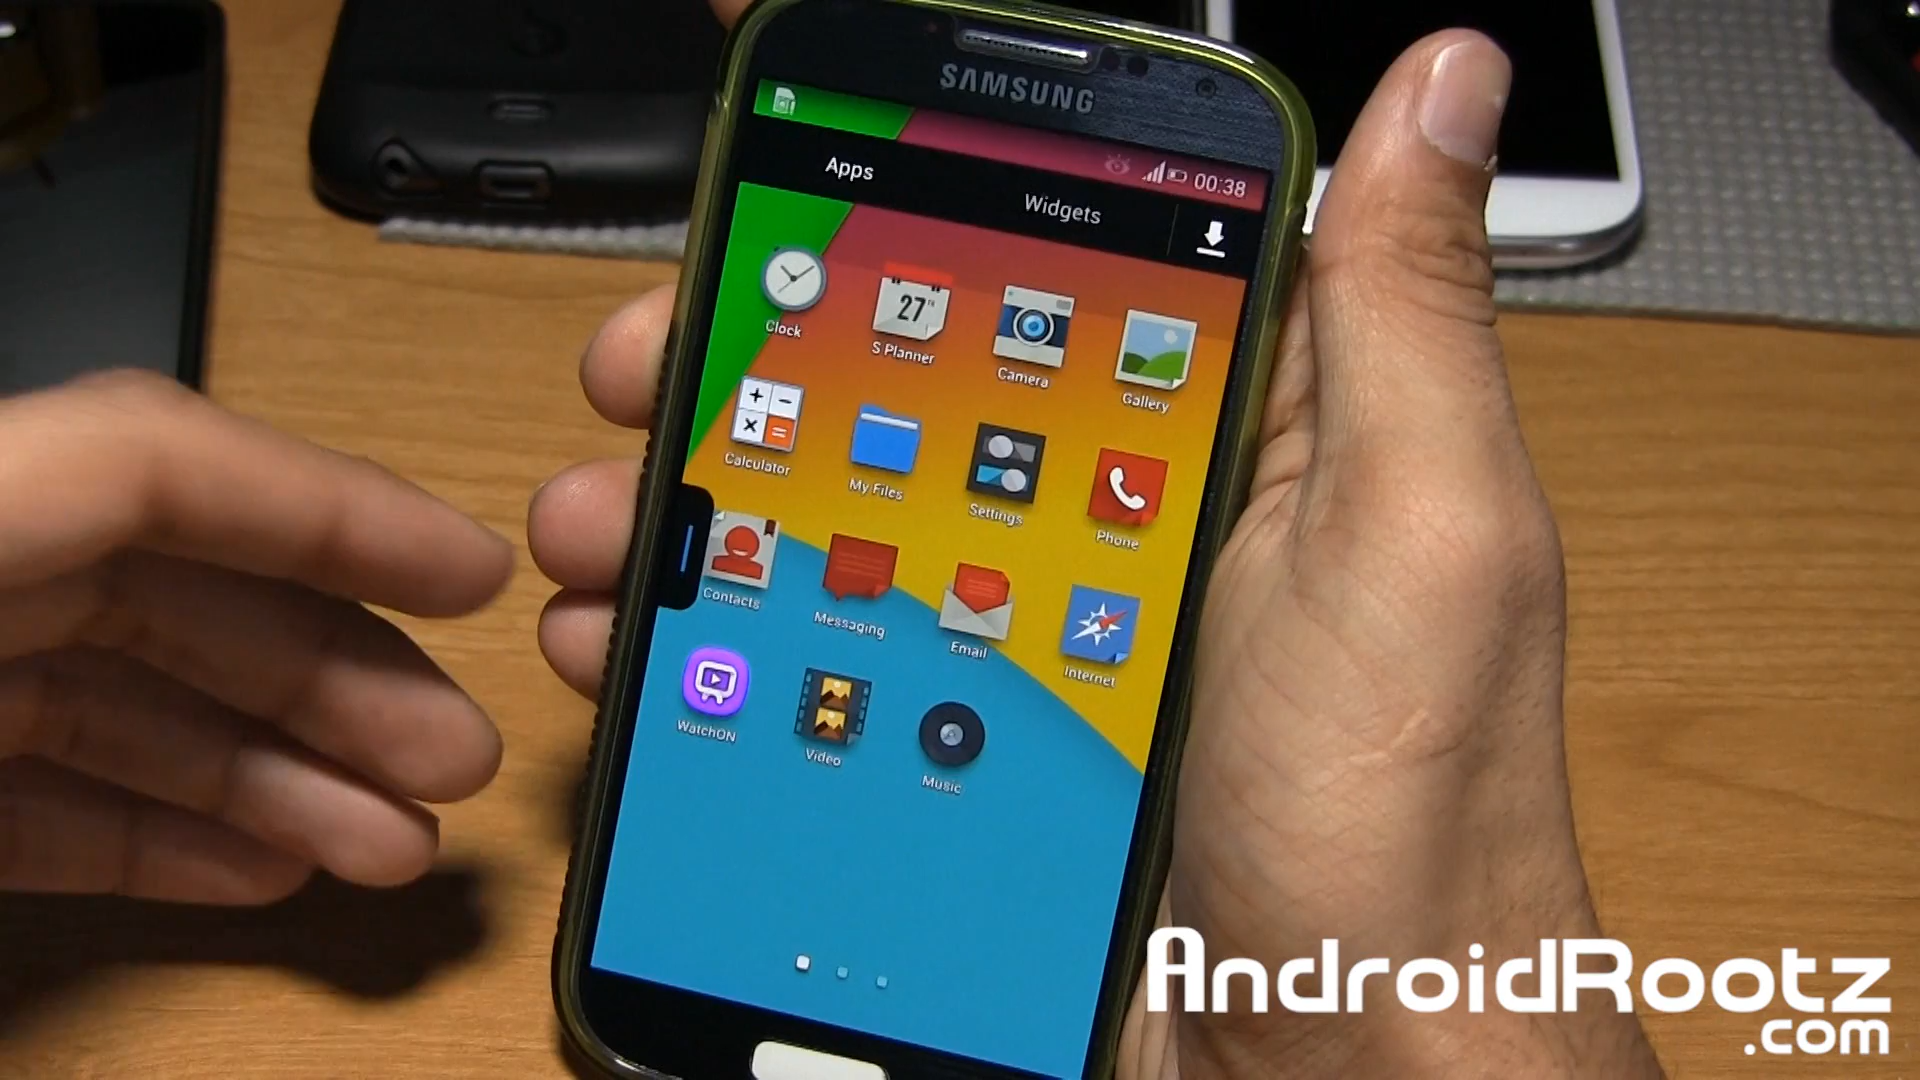 SAMSUNG
00:38
Apps
Widgets
Clock
27TH
S Planner
Camera
Gallery
Calculator
My Files
Settings
Phone
Contacts
Messaging
Email
Internet
WatchON
Video
Music
AndroidRootz
.com